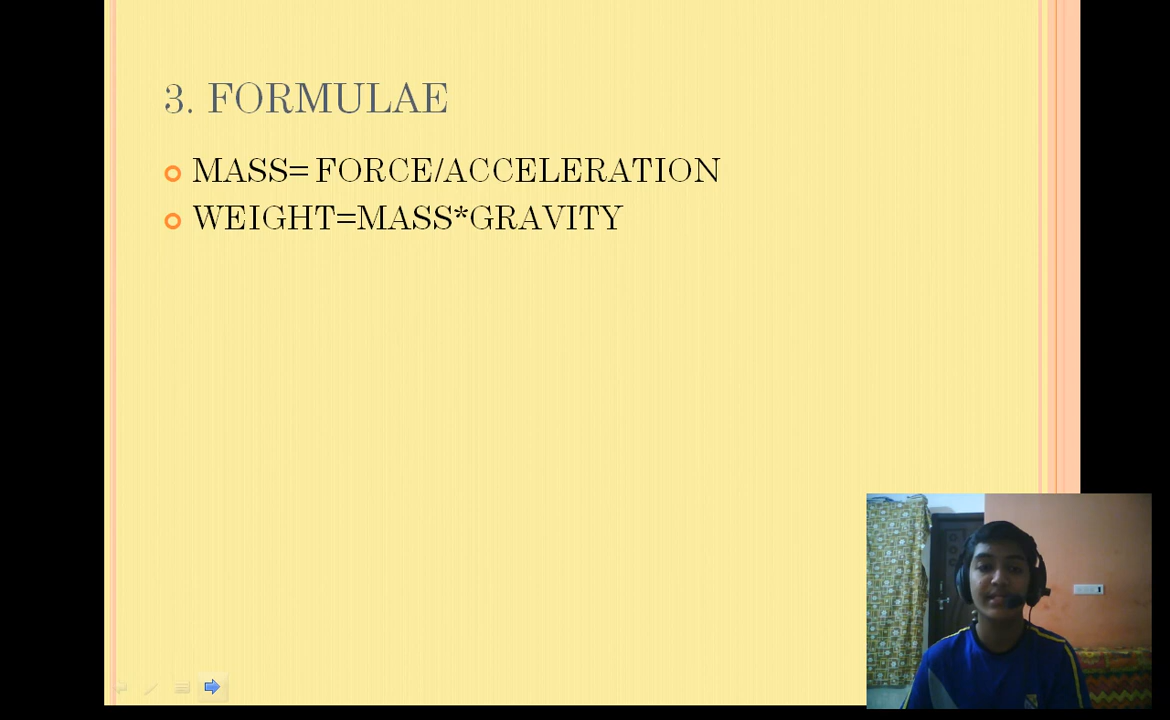 3. FORMULAE
MASS= FORCE/ACCELERATION
WEIGHT=MASS*GRAVITY